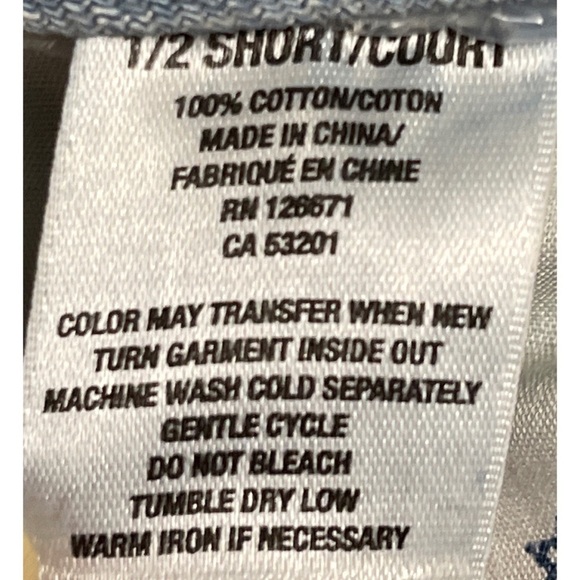 1/2 SHORT/COURT
100% COTTON/COTON
MADE IN CHINA/
FABRIQUÉ EN CHINE
RN 126671
CA 53201
COLOR MAY TRANSFER WHEN NEW
TURN GARMENT INSIDE OUT
MACHINE WASH COLD SEPARATELY
GENTLE CYCLE
DO NOT BLEACH
TUMBLE DRY LOW
WARM IRON IF NECESSARY